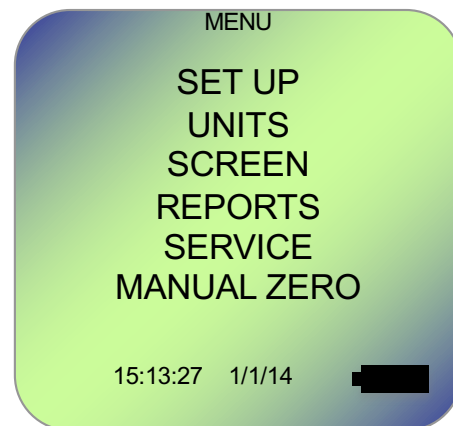 MENU
SET UP
UNITS
SCREEN
REPORTS
SERVICE
MANUAL ZERO
15:13:27 1/1/14